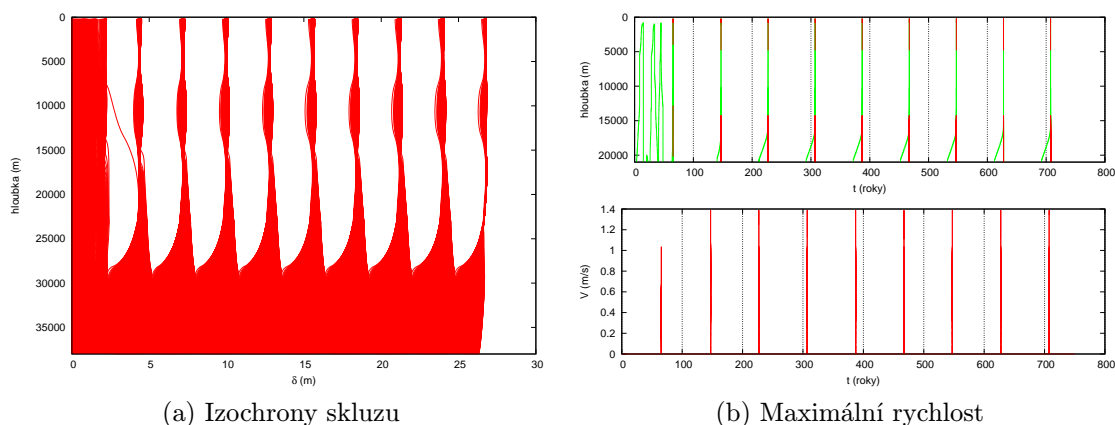 0
5000
10000
15000
20000
25000
30000
35000
hloubka (m)
0 5 10 15 20 25 30
δ (m)
(a) Izochrony skluzu
0
5000
10000
15000
20000
hloubka (m)
0 100 200 300 400 500 600 700 800
t (roky)
1.4
1.2
1
0.8
0.6
0.4
0.2
0
V (m/s)
0 100 200 300 400 500 600 700 800
t (roky)
(b) Maximální rychlost